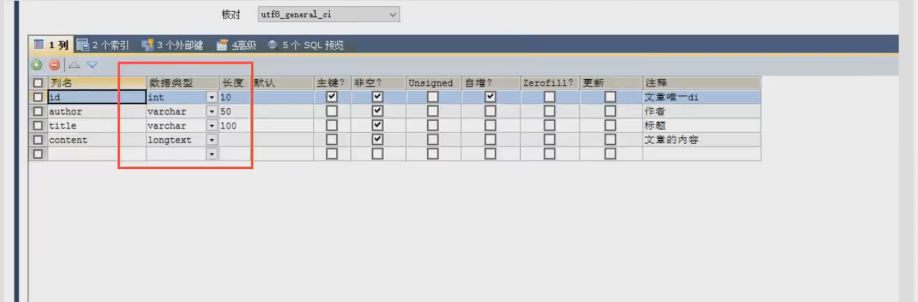 核对 utf8_general_ci
1 列 2 个索引 3 个外部键 4高级 5 个 SQL 预览
列名 数据类型 长度 默认 主键? 非空? Unsigned 自增? Zerofill? 更新 注释
id int 10 文章唯一di
author varchar 50 作者
title varchar 100 标题
content longtext 文章的内容